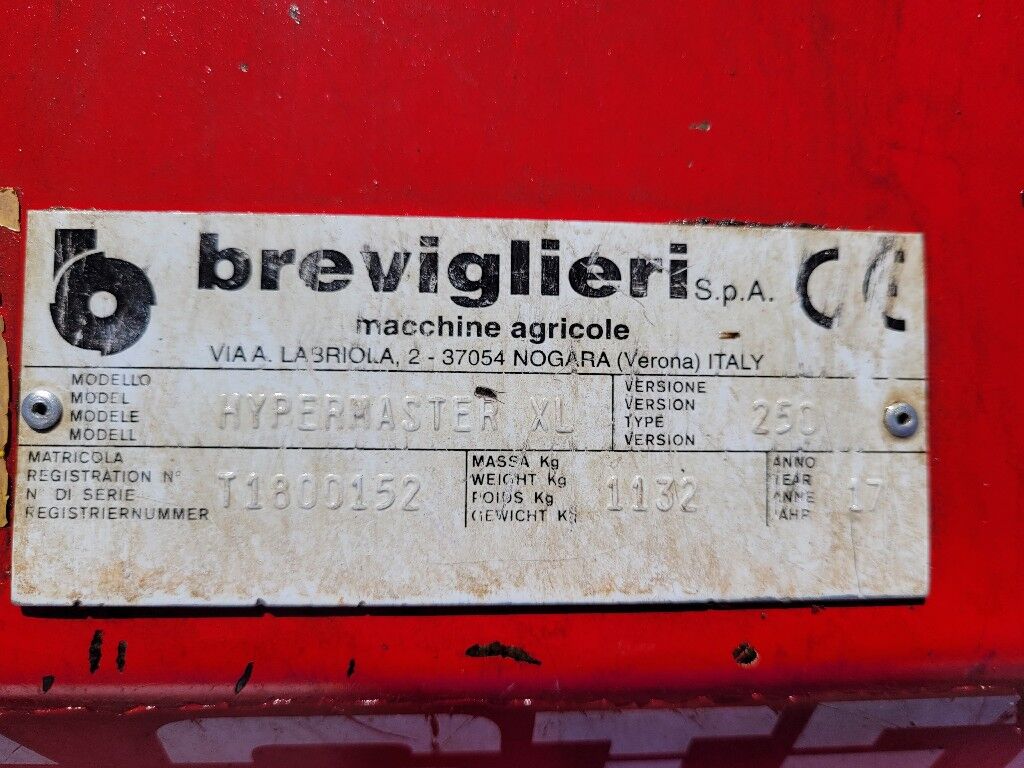 breviglieri S.p.A. CE
macchine agricole
VIA A. LABRIOLA, 2 - 37054 NOGARA (Verona) ITALY
MODELLO
MODEL
MODELE
MODELL
HYPERMASTER XL
VERSIONE
VERSION
TYPE
VERSION
250
MATRICOLA
REGISTRATION N°
N° DI SERIE
REGISTRIERNUMMER
T1800152
MASSA Kg
WEIGHT Kg
POIDS Kg
GEWICHT Kg
1132
ANNO
YEAR
ANNE
JAHR
17